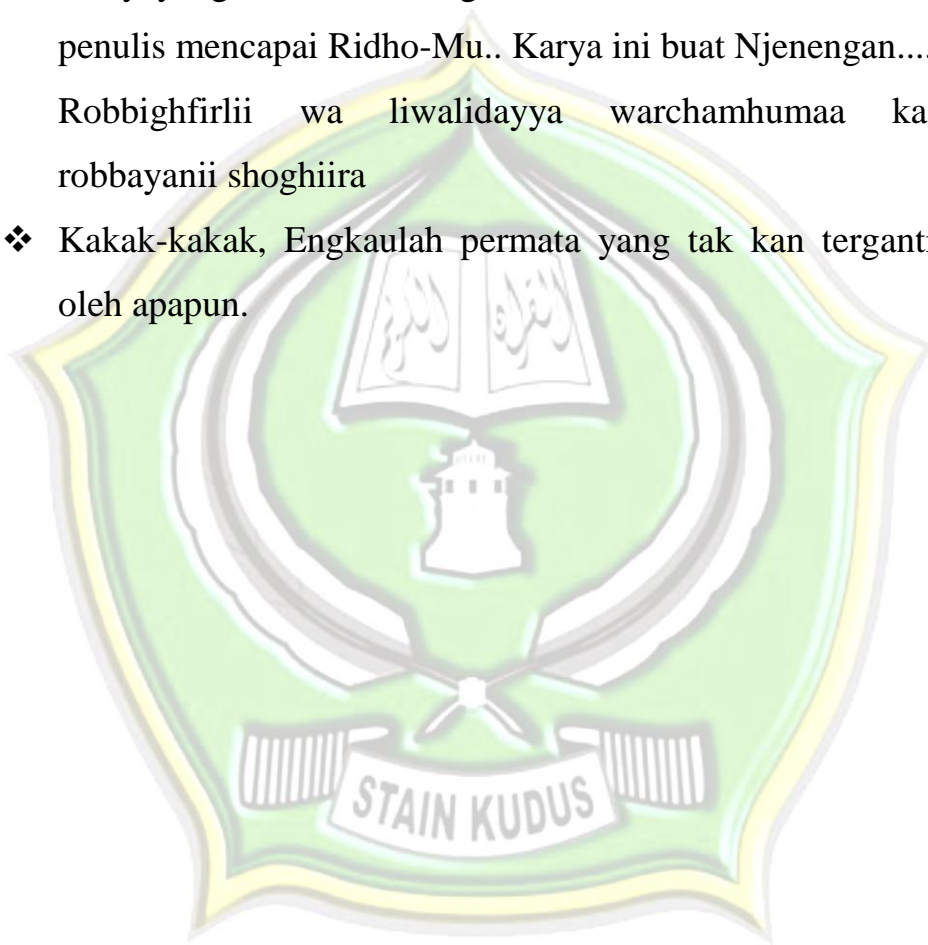 penulis mencapai Ridho-Mu.. Karya ini buat Njenengan....
Robbighfirlii wa liwalidayya warchamhumaa ka
robbayanii shoghiira
❖ Kakak-kakak, Engkaulah permata yang tak kan tergant
oleh apapun.
STAIN KUDUS